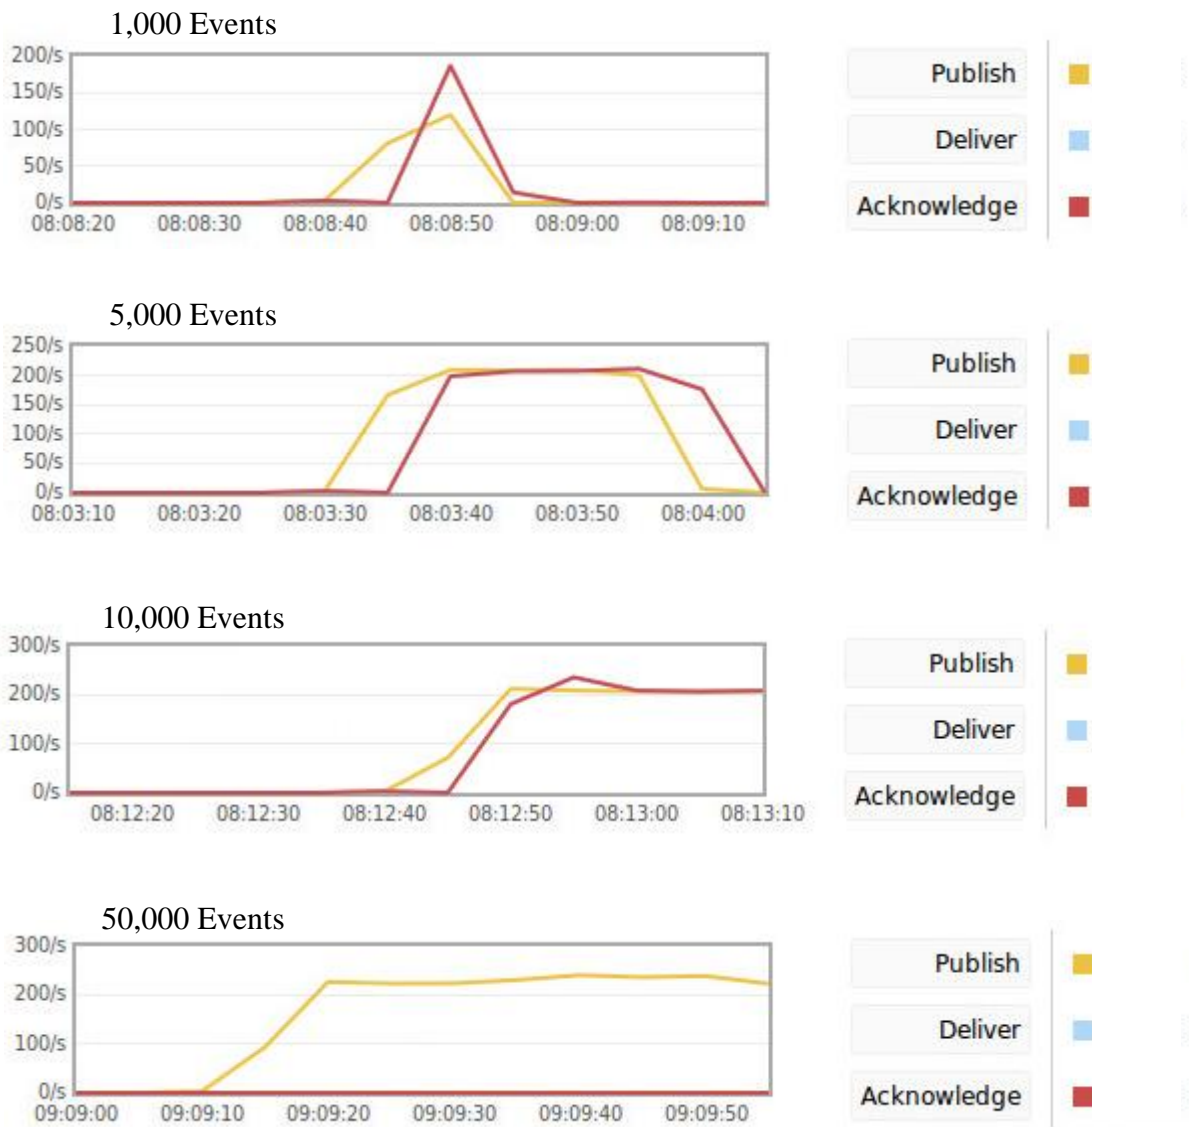 1,000 Events
200/s
150/s
100/s
50/s
0/s
08:08:20 08:08:30 08:08:40 08:08:50 08:09:00 08:09:10
Publish
Deliver
Acknowledge
5,000 Events
250/s
200/s
150/s
100/s
50/s
0/s
08:03:10 08:03:20 08:03:30 08:03:40 08:03:50 08:04:00
Publish
Deliver
Acknowledge
10,000 Events
300/s
200/s
100/s
0/s
08:12:20 08:12:30 08:12:40 08:12:50 08:13:00 08:13:10
Publish
Deliver
Acknowledge
50,000 Events
300/s
200/s
100/s
0/s
09:09:00 09:09:10 09:09:20 09:09:30 09:09:40 09:09:50
Publish
Deliver
Acknowledge